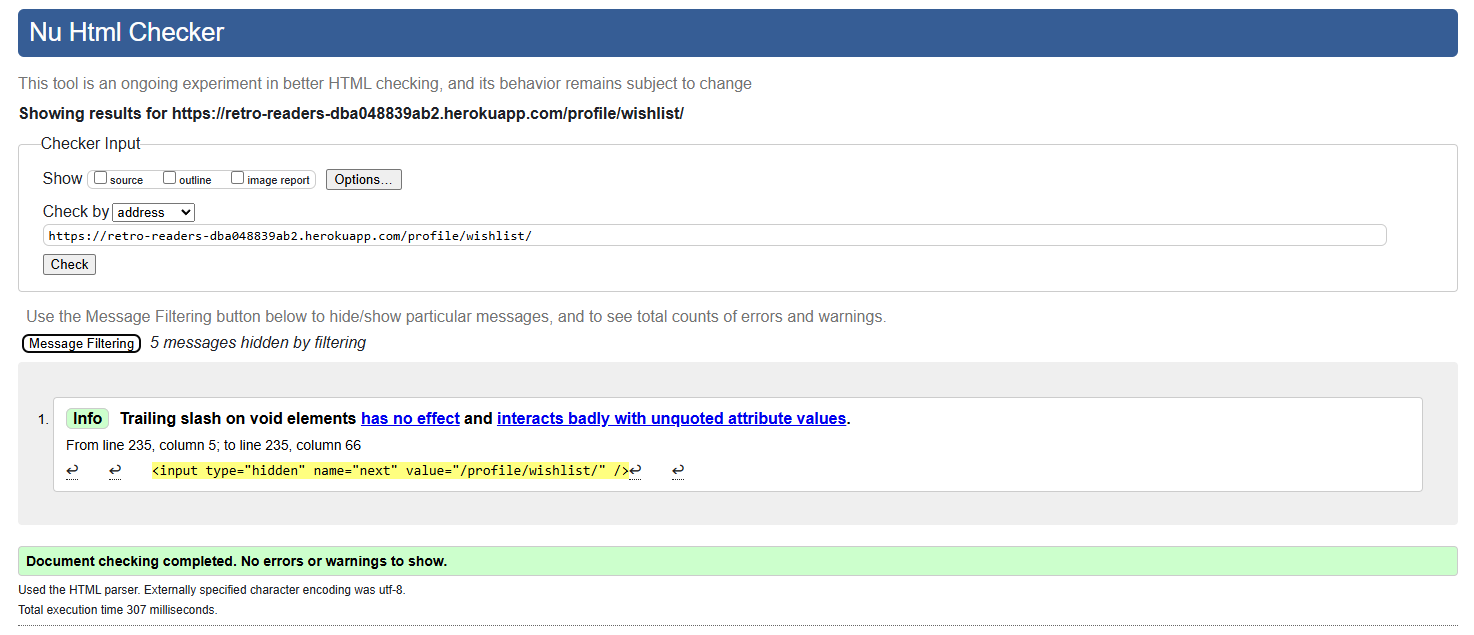 Nu Html Checker
This tool is an ongoing experiment in better HTML checking, and its behavior remains subject to change
Showing results for https://retro-readers-dba048839ab2.herokuapp.com/profile/wishlist/
Checker Input
Show source outline image report Options...
Check by address
https://retro-readers-dba048839ab2.herokuapp.com/profile/wishlist/
Check
Use the Message Filtering button below to hide/show particular messages, and to see total counts of errors and warnings.
Message Filtering 5 messages hidden by filtering
1. Info Trailing slash on void elements has no effect and interacts badly with unquoted attribute values.
From line 235, column 5; to line 235, column 66
↩ ↩ <input type="hidden" name="next" value="/profile/wishlist/" />↩ ↩
Document checking completed. No errors or warnings to show.
Used the HTML parser. Externally specified character encoding was utf-8.
Total execution time 307 milliseconds.